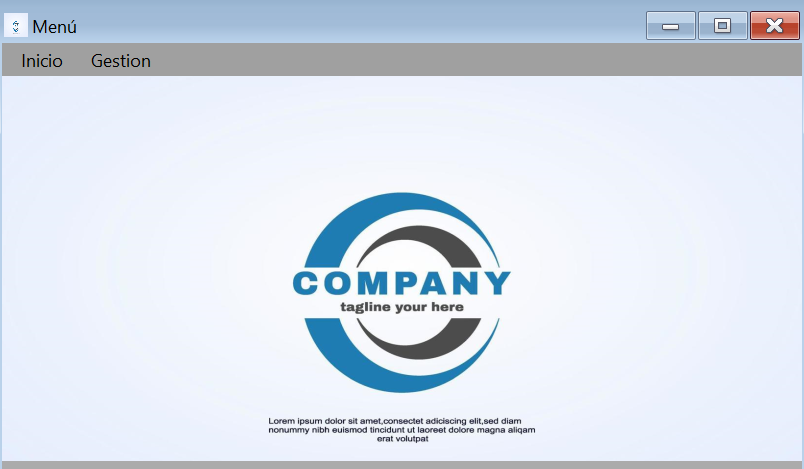 Menú
Inicio Gestion
COMPANY
tagline your here
Lorem ipsum dolor sit amet,consectet adiciscing elit,sed diam
nonummy nibh euismod tincidunt ut laoreet dolore magna aliqam
erat volutpat